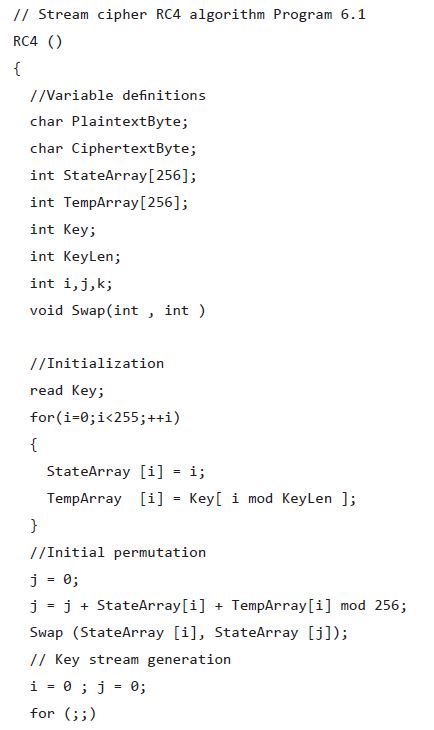 // Stream cipher RC4 algorithm Program 6.1
RC4 ()
{
//Variable definitions
char PlaintextByte;
char CiphertextByte;
int StateArray[256];
int TempArray[256];
int Key;
int KeyLen;
int i,j,k;
void Swap(int , int )
//Initialization
read Key;
for(i=0;i<255;++i)
{
StateArray [i] = i;
TempArray  [i] = Key[ i mod KeyLen ];
}
//Initial permutation
j = 0;
j = j + StateArray[i] + TempArray[i] mod 256;
Swap (StateArray [i], StateArray [j]);
// Key stream generation
i = 0 ; j = 0;
for (;;)